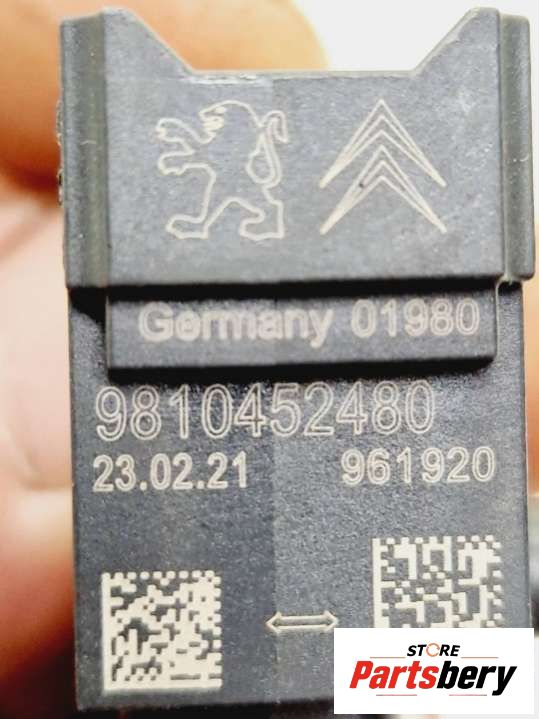 Germany 01980
9810452480
23.02.21 961920
STORE
Partsbery